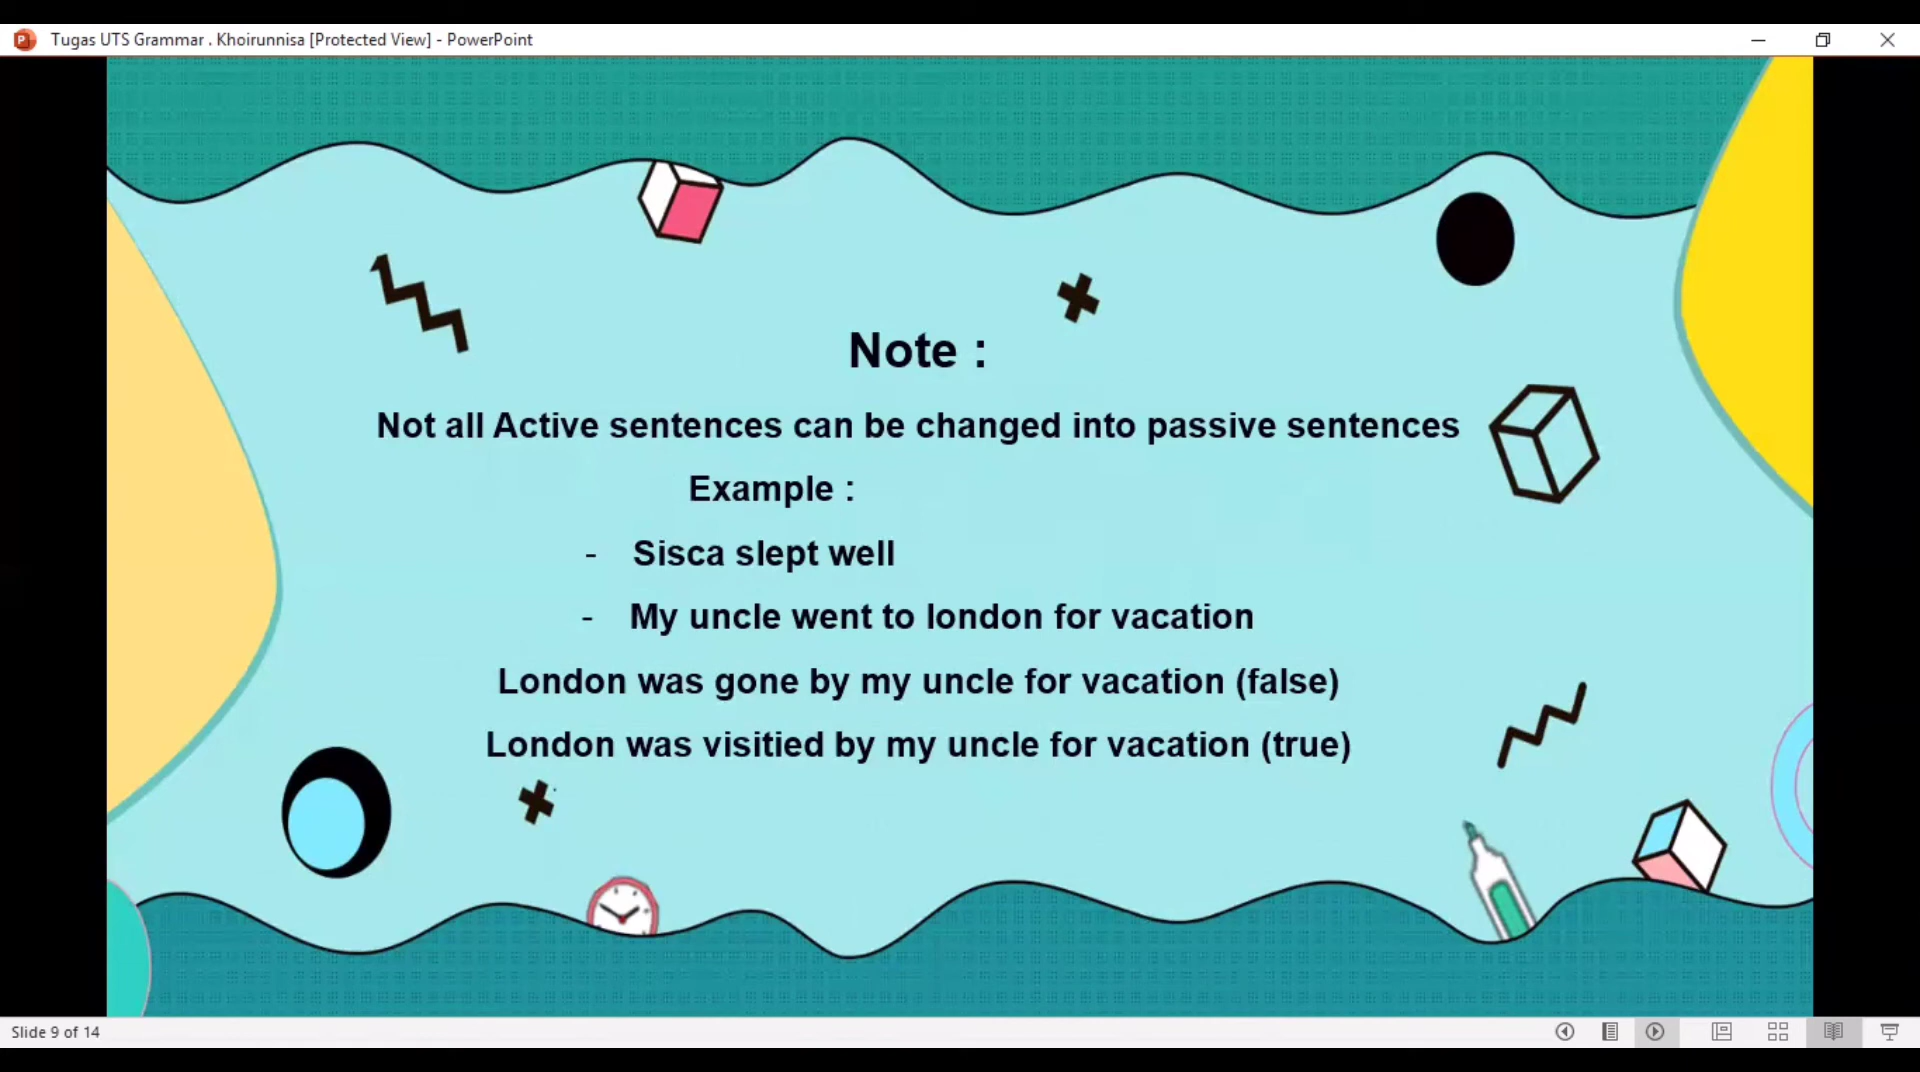 Tugas UTS Grammar . Khoirunnisa [Protected View] - PowerPoint
Note :
Not all Active sentences can be changed into passive sentences
Example :
- Sisca slept well
- My uncle went to london for vacation
London was gone by my uncle for vacation (false)
London was visitied by my uncle for vacation (true)
Slide 9 of 14